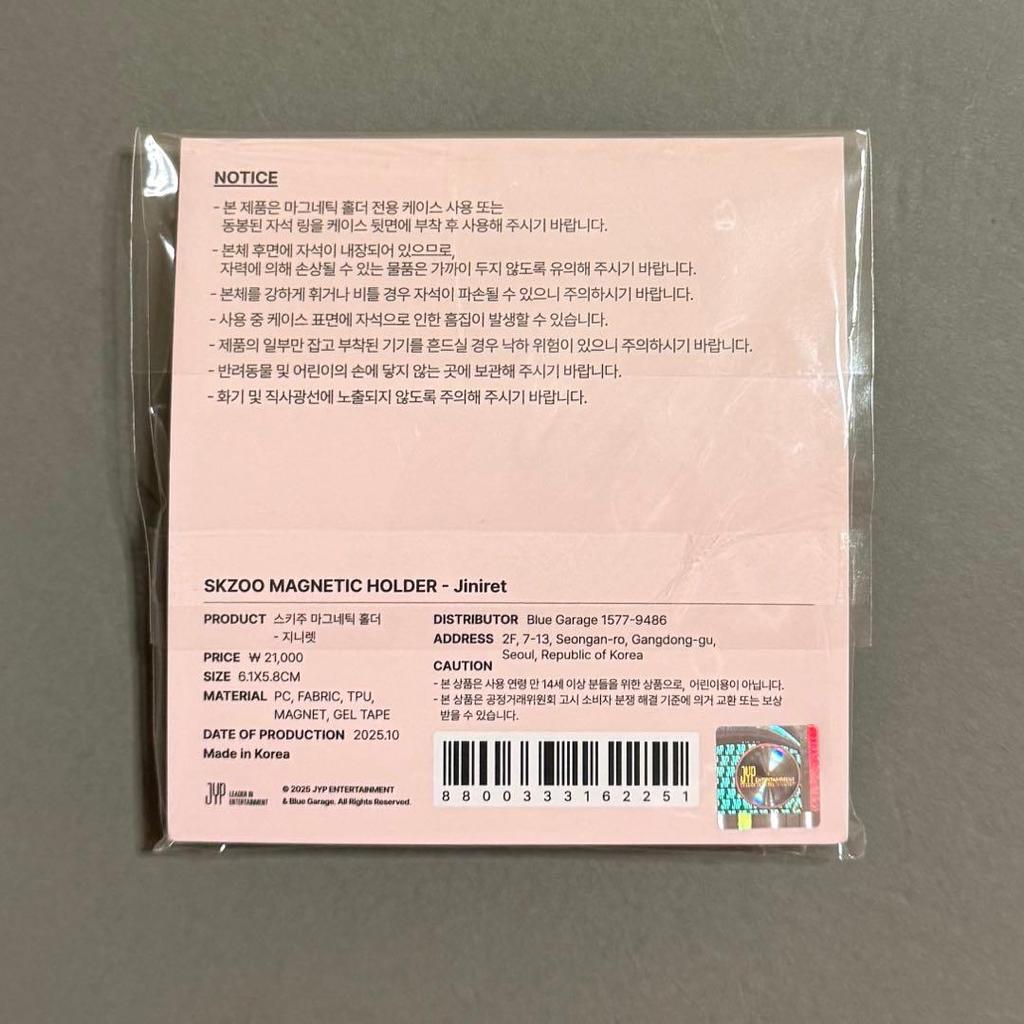 NOTICE
- 본 제품은 마그네틱 홀더 전용 케이스 사용 또는
동봉된 자석 링을 케이스 뒷면에 부착 후 사용해 주시기 바랍니다.
- 본체 후면에 자석이 내장되어 있으므로,
자력에 의해 손상될 수 있는 물품은 가까이 두지 않도록 유의해 주시기 바랍니다.
- 본체를 강하게 휘거나 비틀 경우 자석이 파손될 수 있으니 주의하시기 바랍니다.
- 사용 중 케이스 표면에 자석으로 인한 흠집이 발생할 수 있습니다.
- 제품의 일부만 잡고 부착된 기기를 흔드실 경우 낙하 위험이 있으니 주의하시기 바랍니다.
- 반려동물 및 어린이의 손에 닿지 않는 곳에 보관해 주시기 바랍니다.
- 화기 및 직사광선에 노출되지 않도록 주의해 주시기 바랍니다.
SKZOO MAGNETIC HOLDER - Jiniret
PRODUCT 스키주 마그네틱 홀더
- 지니렛
PRICE ₩ 21,000
SIZE 6.1X5.8CM
MATERIAL PC, FABRIC, TPU,
MAGNET, GEL TAPE
DATE OF PRODUCTION 2025.10
Made in Korea
DISTRIBUTOR Blue Garage 1577-9486
ADDRESS 2F, 7-13, Seongan-ro, Gangdong-gu,
Seoul, Republic of Korea
CAUTION
- 본 상품은 사용 연령 만 14세 이상 분들을 위한 상품으로, 어린이용이 아닙니다.
- 본 상품은 공정거래위원회 고시 소비자 분쟁 해결 기준에 의거 교환 또는 보상
받을 수 있습니다.
JYP LEADER IN
ENTERTAINMENT
© 2025 JYP ENTERTAINMENT
& Blue Garage. All Rights Reserved.
8800333162251
JYP ENTERTAINMENT